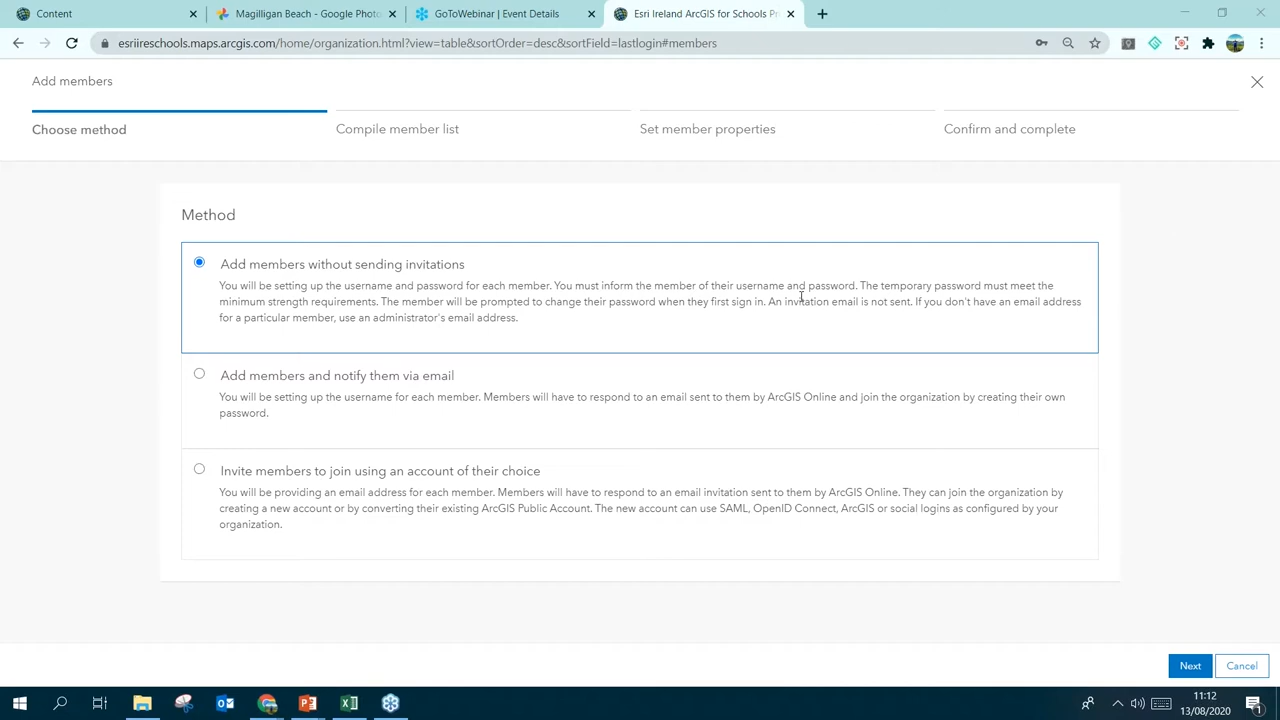 Content
Magilligan Beach - Google Photo
GoToWebinar | Event Details
Esri Ireland ArcGIS for Schools Pr
esriireschools.maps.arcgis.com/home/organization.html?view=table&sortOrder=desc&sortField=lastlogin#members
Add members
Choose method
Compile member list
Set member properties
Confirm and complete
Method
Add members without sending invitations
You will be setting up the username and password for each member. You must inform the member of their username and password. The temporary password must meet the
minimum strength requirements. The member will be prompted to change their password when they first sign in. An invitation email is not sent. If you don't have an email address
for a particular member, use an administrator's email address.
Add members and notify them via email
You will be setting up the username for each member. Members will have to respond to an email sent to them by ArcGIS Online and join the organization by creating their own
password.
Invite members to join using an account of their choice
You will be providing an email address for each member. Members will have to respond to an email invitation sent to them by ArcGIS Online. They can join the organization by
creating a new account or by converting their existing ArcGIS Public Account. The new account can use SAML, OpenID Connect, ArcGIS or social logins as configured by your
organization.
Next
Cancel
11:12
13/08/2020
1